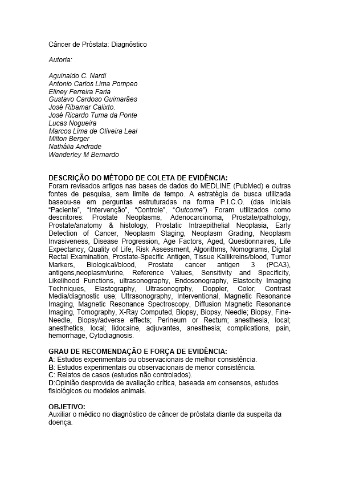 Câncer de Próstata: Diagnóstico
Autoria:
Aguinaldo C. Nardi
Antonio Carlos Lima Pompeo
Eliney Ferreira Faria
Gustavo Cardoso Guimarães
José Ribamar Calixto.
José Ricardo Tuma da Ponte
Lucas Nogueira
Marcos Lima de Oliveira Leal
Milton Berger
Nathália Andrade
Wanderley M Bernardo
DESCRIÇÃO DO MÉTODO DE COLETA DE EVIDÊNCIA:
Foram revisados artigos nas bases de dados do MEDLINE (PubMed) e outras
fontes de pesquisa, sem limite de tempo. A estratégia de busca utilizada
baseou-se em perguntas estruturadas na forma P.I.C.O. (das iniciais
"Paciente", "Intervenção", "Controle", "Outcome"). Foram utilizados como
descritores: Prostate Neoplasms, Adenocarcinoma, Prostate/pathology,
Prostate/anatomy & histology, Prostatic Intraepithelial Neoplasia, Early
Detection of Cancer, Neoplasm Staging, Neoplasm Grading, Neoplasm
Invasiveness, Disease Progression, Age Factors, Aged, Questionnaires, Life
Expectancy, Quality of Life, Risk Assessment, Algorithms, Nomograms, Digital
Rectal Examination, Prostate-Specific Antigen, Tissue Kallikreins/blood, Tumor
Markers, Biological/blood, Prostate cancer antigen 3 (PCA3),
antigens,neoplasm/urine, Reference Values, Sensitivity and Specificity,
Likelihood Functions, ultrasonography, Endosonography, Elastocity Imaging
Techniques, Elastography, Ultrasongrphy, Doppler, Color, Contrast
Media/diagnostic use, Ultrasonography, Interventional, Magnetic Resonance
Imaging, Magnetic Resonance Spectroscopy, Diffusion Magnetic Resonance
Imaging, Tomography, X-Ray Computed, Biopsy, Biopsy, Needle; Biopsy, Fine-
Needle, Biopsy/adverse effects; Perineum or Rectum; anesthesia, local;
anesthetics, local; lidocaine, adjuvantes, anesthesia; complications, pain,
hemorrhage, Cytodiagnosis.
GRAU DE RECOMENDAÇÃO E FORÇA DE EVIDÊNCIA:
A: Estudos experimentais ou observacionais de melhor consistência.
B: Estudos experimentais ou observacionais de menor consistência.
C: Relatos de casos (estudos não controlados).
D:Opinião desprovida de avaliação crítica, baseada em consensos, estudos
fisiológicos ou modelos animais.
OBJETIVO:
Auxiliar o médico no diagnóstico de câncer de próstata diante da suspeita da
doença.